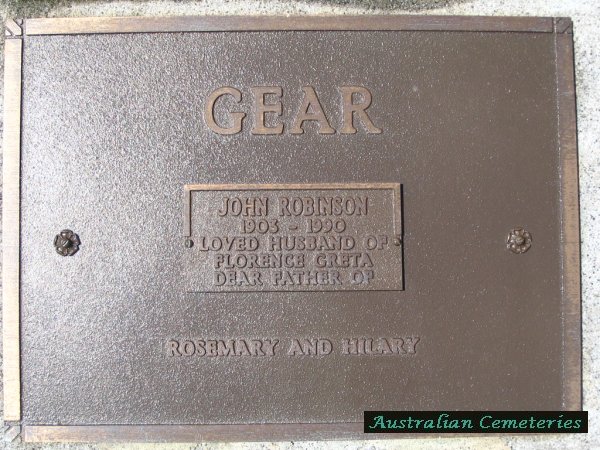 GEAR
JOHN ROBINSON
1903 - 1990
LOVED HUSBAND OF
FLORENCE GRETA
DEAR FATHER OF
ROSEMARY AND HILARY
Australian Cemeteries